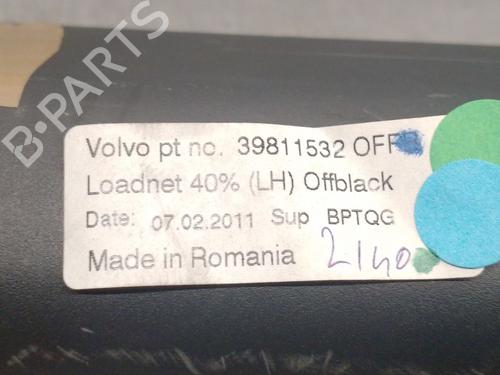 B-PARTS
Volvo pt no. 39811532 OFF
Loadnet 40% (LH) Offblack
Date: 07.02.2011 Sup BPTQG
Made in Romania 2140